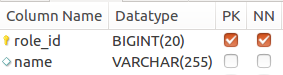 Column Name Datatype PK NN
role_id BIGINT(20)
name VARCHAR(255)